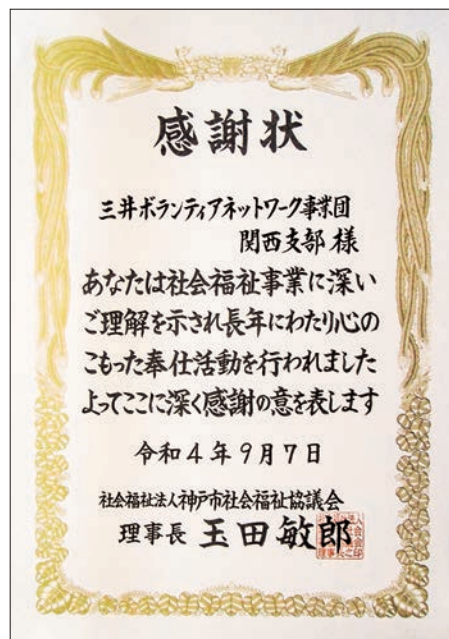 感謝状
三井ボランティアネットワーク事業団
関西支部 様
あなたは社会福祉事業に深い
ご理解を示され長年にわたり心の
こもった奉仕活動を行われました
よってここに深く感謝の意を表します
令和4年9月7日
社会福祉法人神戸市社会福祉協議会
理事長 玉田敏郎